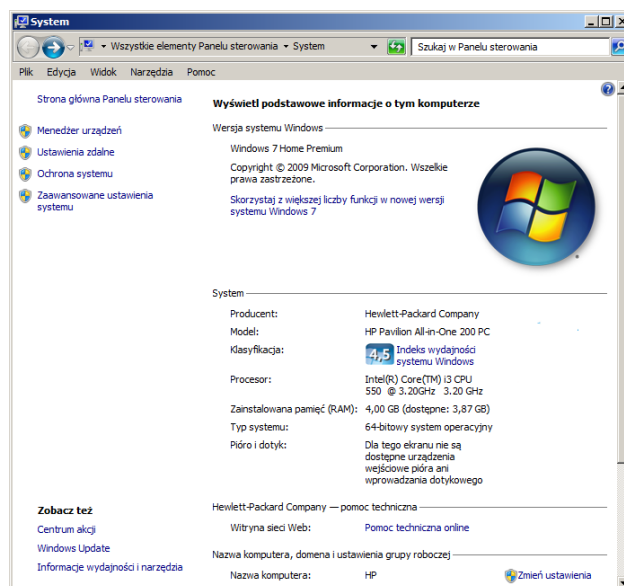 System
Wszystkie elementy Panelu sterowania System
Szukaj w Panelu sterowania
Plik Edycja Widok Narzędzia Pomoc
Strona główna Panelu sterowania
Menedżer urządzeń
Ustawienia zdalne
Ochrona systemu
Zaawansowane ustawienia
systemu
Wyświetl podstawowe informacje o tym komputerze
Wersja systemu Windows
Windows 7 Home Premium
Copyright © 2009 Microsoft Corporation. Wszelkie
prawa zastrzeżone.
Skorzystaj z większej liczby funkcji w nowej wersji
systemu Windows 7
System
Producent: Hewlett-Packard Company
Model: HP Pavilion All-in-One 200 PC
Klasyfikacja: 4,5 Indeks wydajności
systemu Windows
Procesor: Intel(R) Core(TM) i3 CPU
550 @ 3.20GHz 3.20 GHz
Zainstalowana pamięć (RAM): 4,00 GB (dostępne: 3,87 GB)
Typ systemu: 64-bitowy system operacyjny
Pióro i dotyk: Dla tego ekranu nie są
dostępne urządzenia
wejściowe pióra ani
wprowadzania dotykowego
Hewlett-Packard Company — pomoc techniczna
Witryna sieci Web: Pomoc techniczna online
Nazwa komputera, domena i ustawienia grupy roboczej
Nazwa komputera: HP Zmień ustawienia
Zobacz też
Centrum akcji
Windows Update
Informacje wydajności i narzędzia